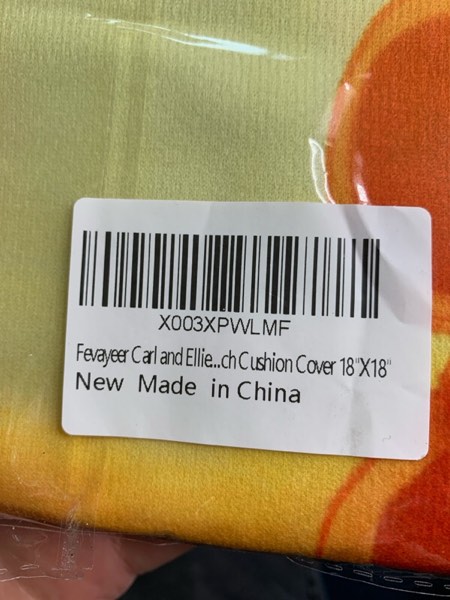 X003XPWLMF
Fevayeer Carl and Ellie...ch Cushion Cover 18"X18"
New Made in China